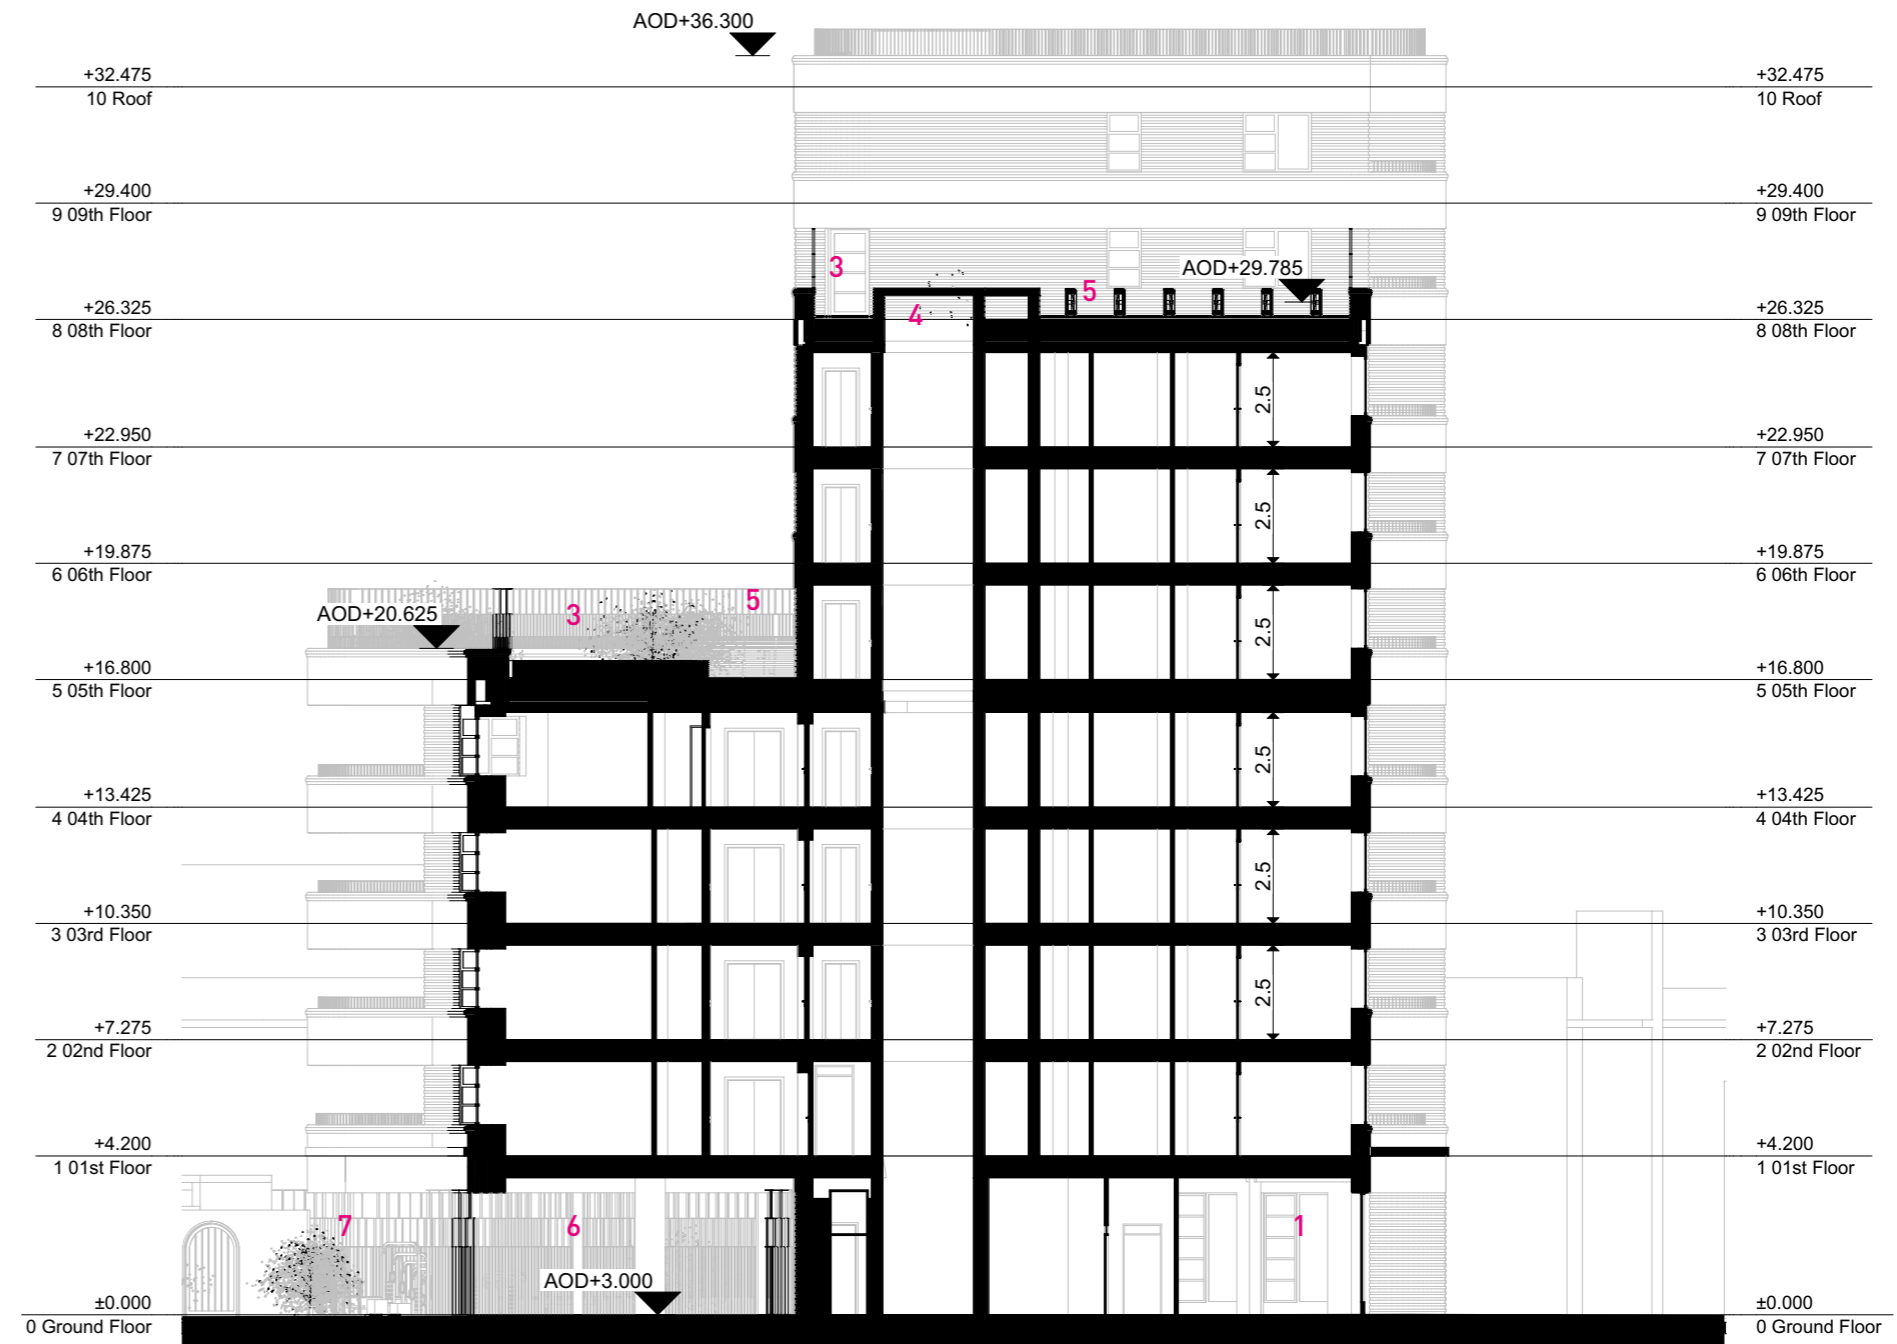 AOD+36.300
+32.475
10 Roof
+32.475
10 Roof
+29.400
9 09th Floor
+29.400
9 09th Floor
3
AOD+29.785
5
4
+26.325
8 08th Floor
+26.325
8 08th Floor
2.5
+22.950
7 07th Floor
+22.950
7 07th Floor
2.5
+19.875
6 06th Floor
+19.875
6 06th Floor
AOD+20.625
3
5
2.5
+16.800
5 05th Floor
+16.800
5 05th Floor
2.5
+13.425
4 04th Floor
+13.425
4 04th Floor
2.5
+10.350
3 03rd Floor
+10.350
3 03rd Floor
2.5
+7.275
2 02nd Floor
+7.275
2 02nd Floor
+4.200
1 01st Floor
+4.200
1 01st Floor
7
6
1
AOD+3.000
±0.000
0 Ground Floor
±0.000
0 Ground Floor